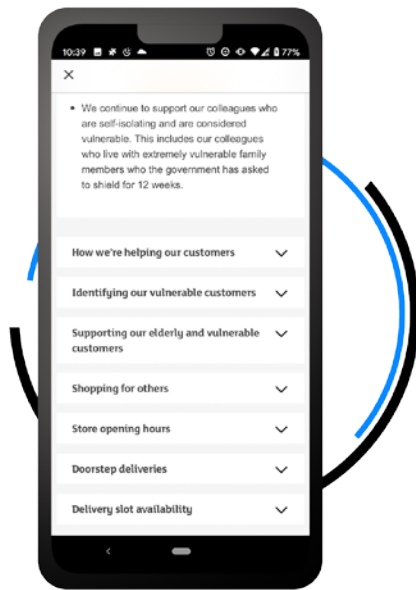 10:39
77%
• We continue to support our colleagues who
are self-isolating and are considered
vulnerable. This includes our colleagues
who live with extremely vulnerable family
members who the government has asked
to shield for 12 weeks.
How we're helping our customers
Identifying our vulnerable customers
Supporting our elderly and vulnerable
customers
Shopping for others
Store opening hours
Doorstep deliveries
Delivery slot availability